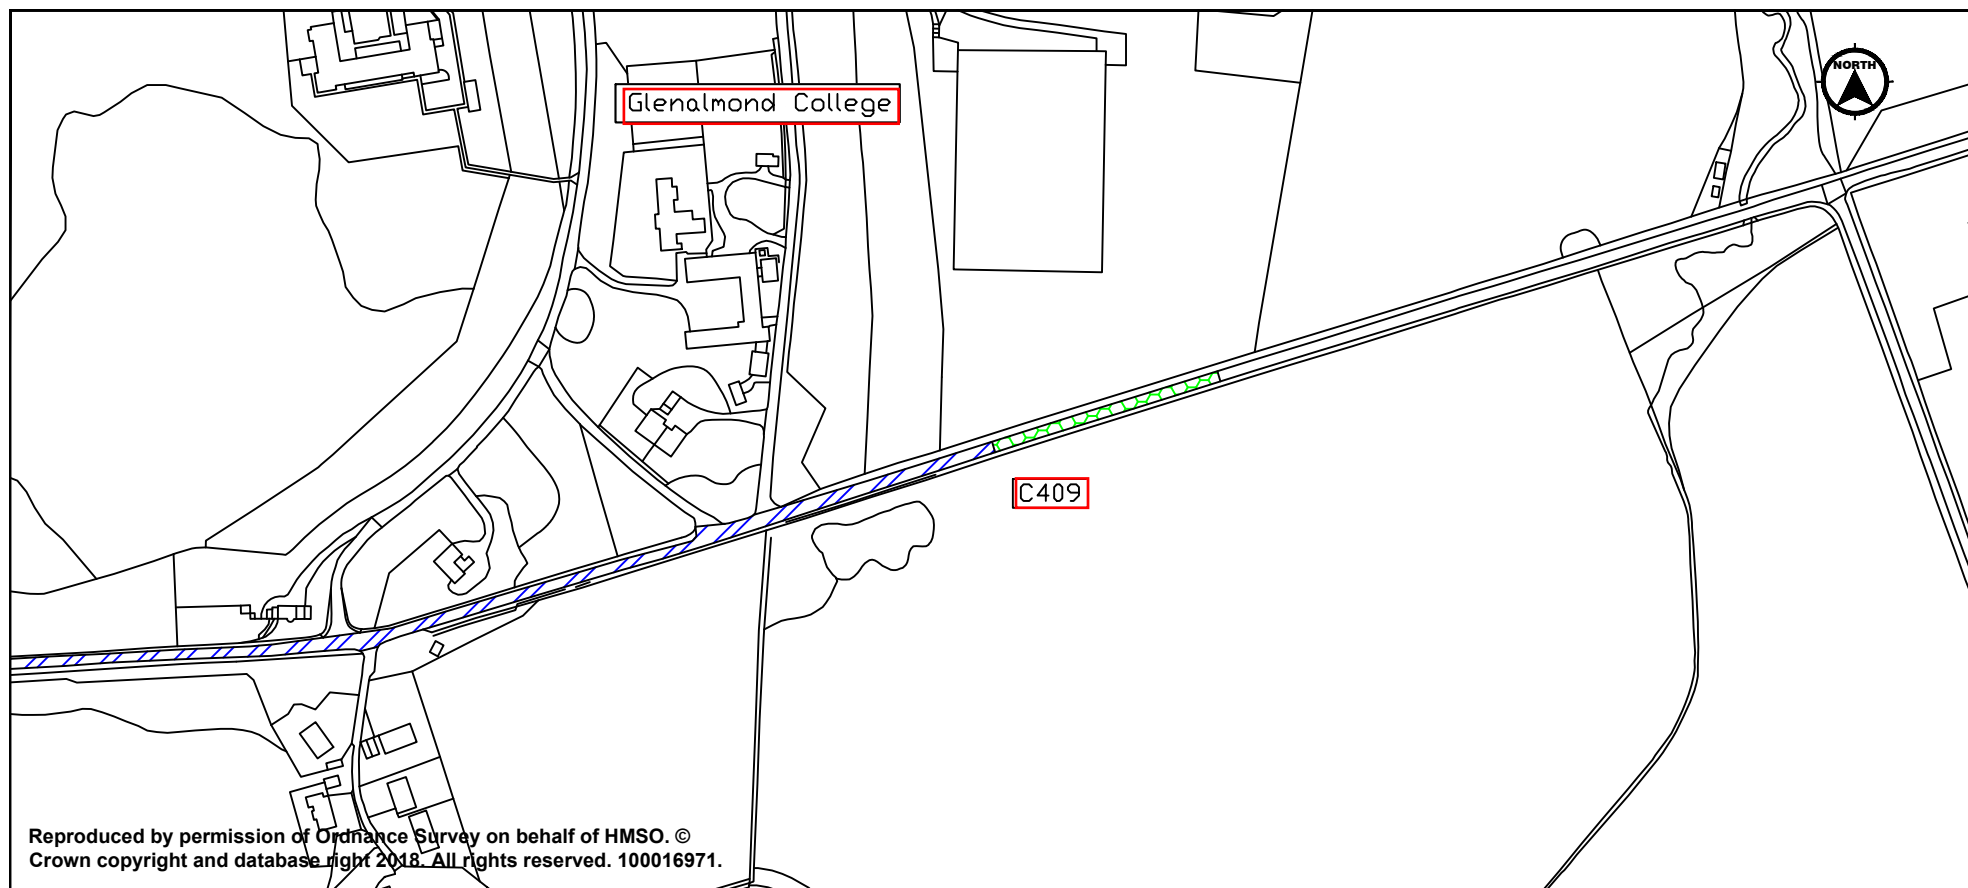 Glenalmond College
NORTH
C409
Reproduced by permission of Ordnance Survey on behalf of HMSO. ©
Crown copyright and database right 2018. All rights reserved. 100016971.